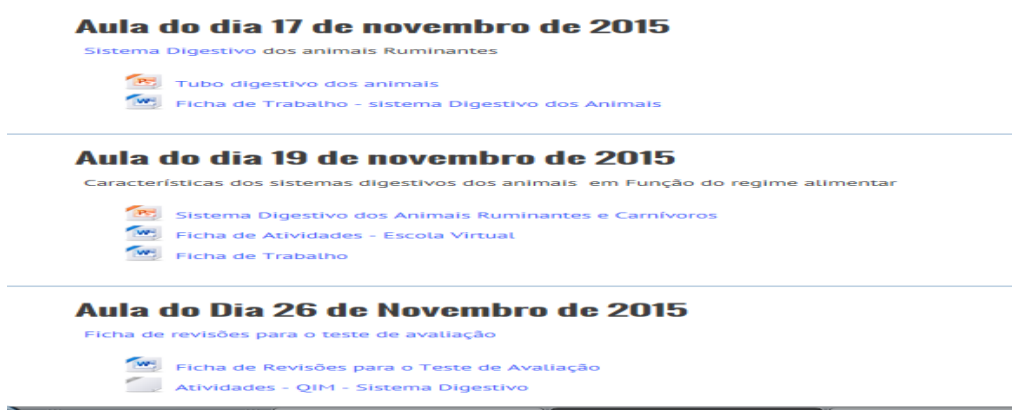 Aula do dia 17 de novembro de 2015
Sistema Digestivo dos animais Ruminantes
Tubo digestivo dos animais
Ficha de Trabalho - sistema Digestivo dos Animais
Aula do dia 19 de novembro de 2015
Características dos sistemas digestivos dos animais em Função do regime alimentar
Sistema Digestivo dos Animais Ruminantes e Carnívoros
Ficha de Atividades - Escola Virtual
Ficha de Trabalho
Aula do Dia 26 de Novembro de 2015
Ficha de revisões para o teste de avaliação
Ficha de Revisões para o Teste de Avaliação
Atividades - QIM - Sistema Digestivo